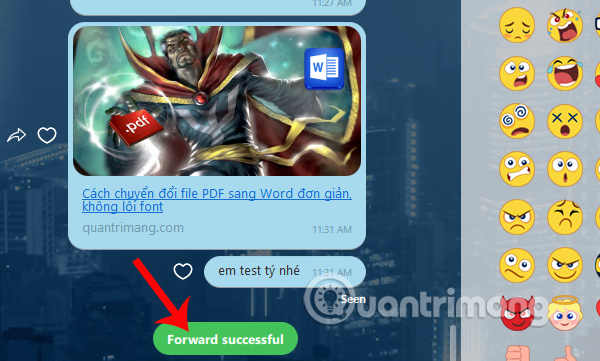 11:27 AM
W
.pdf
Cách chuyển đổi file PDF sang Word đơn giản,
không lỗi font
quantrimang.com
11:31 AM
em test tý nhé
11:31 AM
Seen
Quantrimang
Forward successful